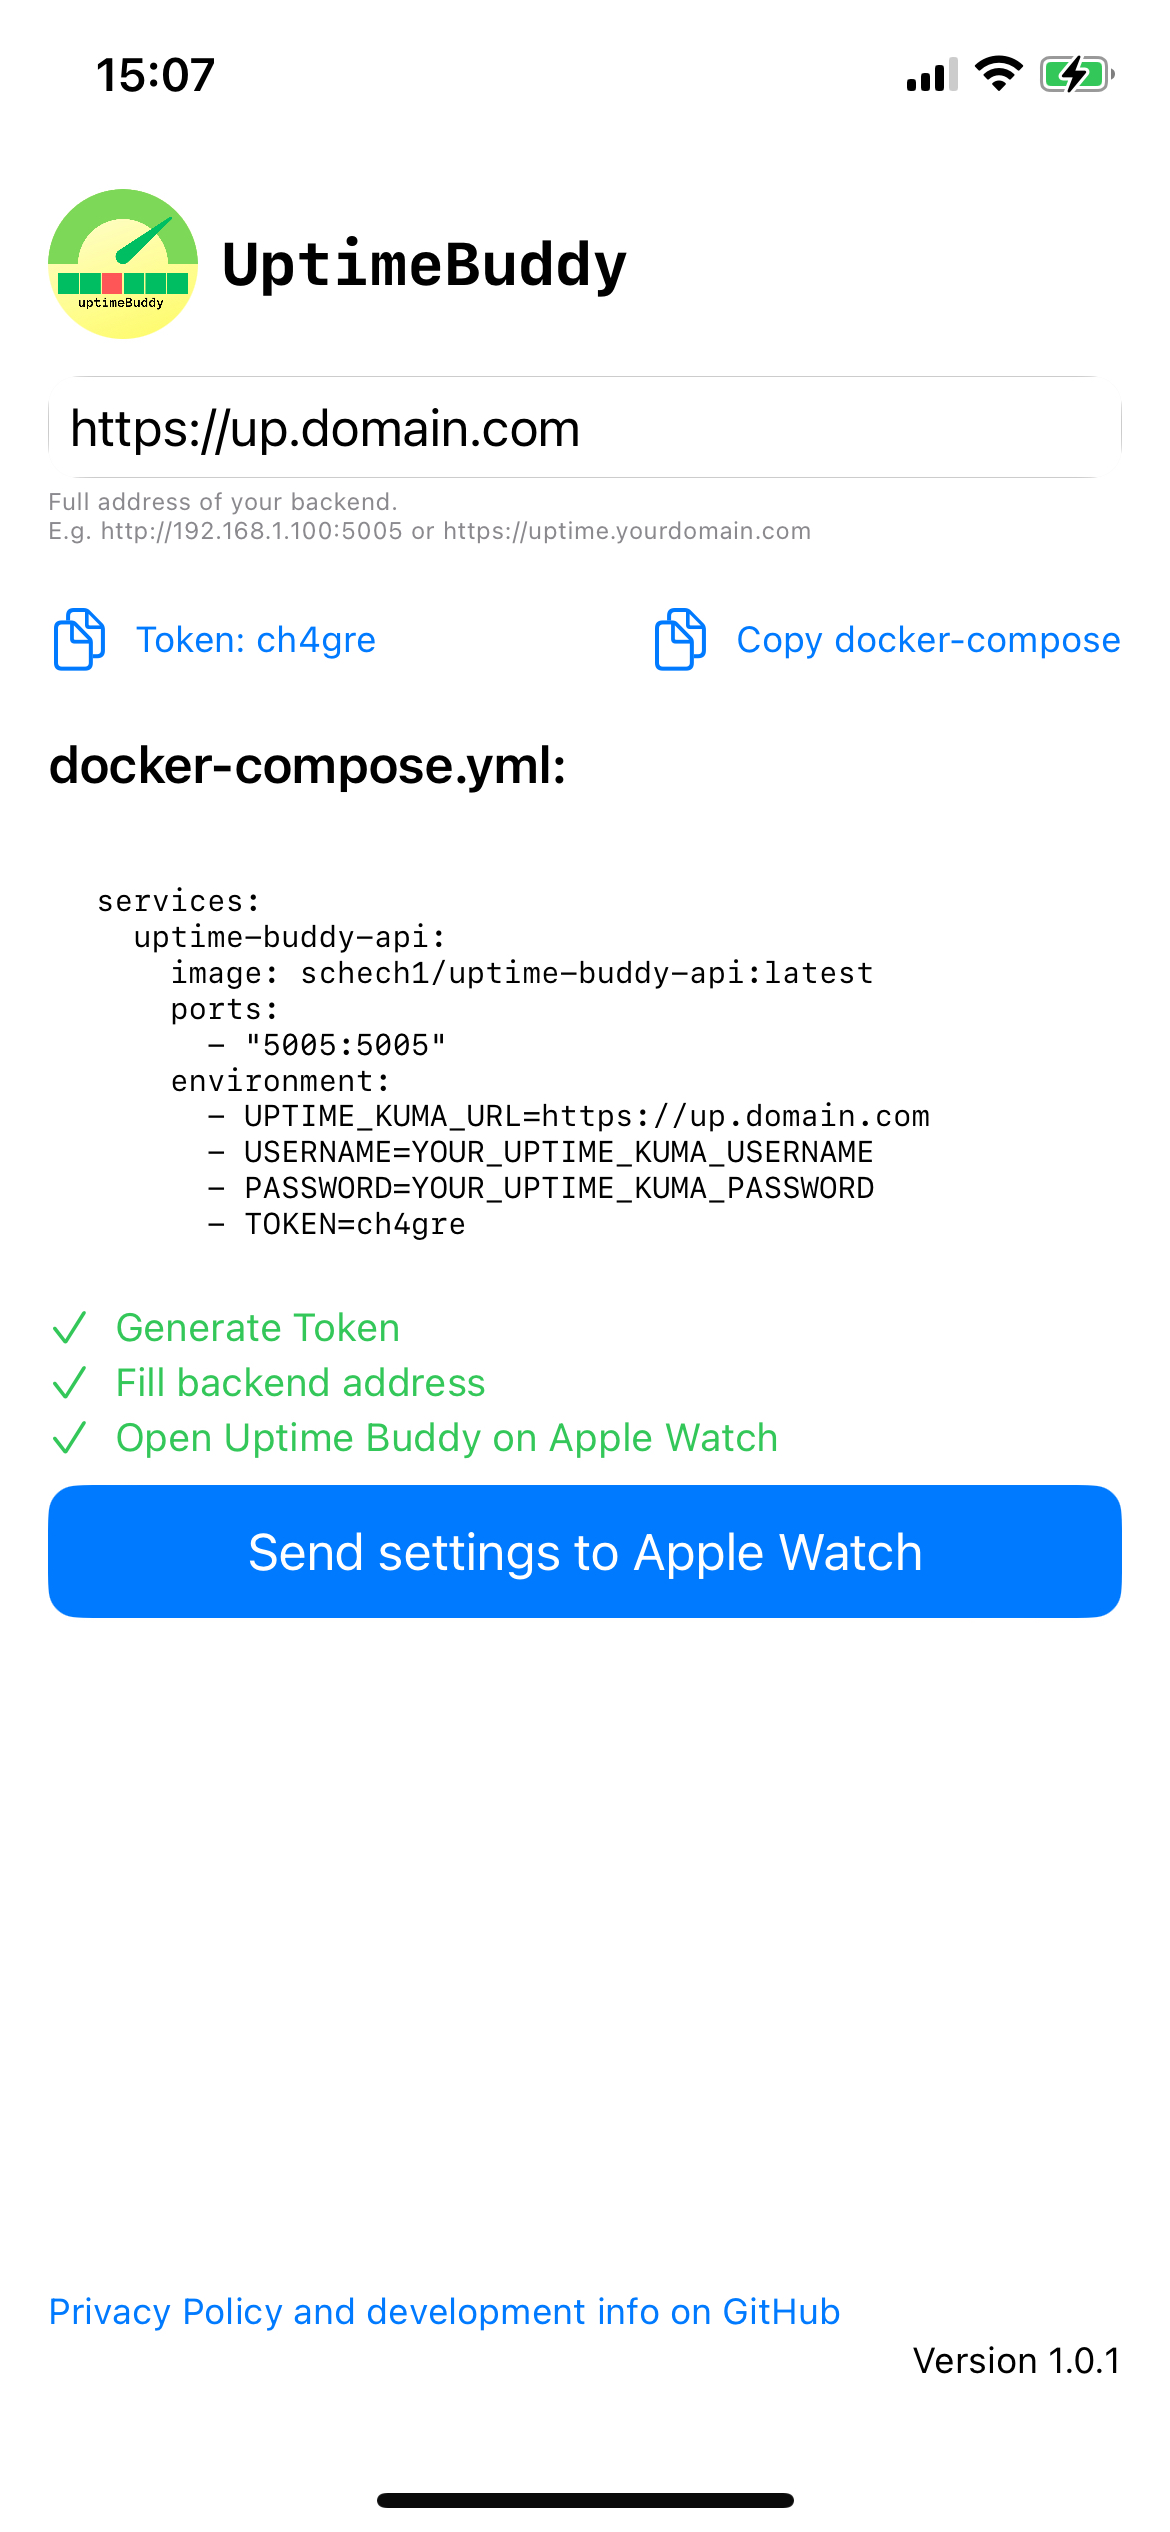 15:07
uptimeBuddy
UptimeBuddy
https://up.domain.com
Full address of your backend.
E.g. http://192.168.1.100:5005 or https://uptime.yourdomain.com
Token: ch4gre
Copy docker-compose
docker-compose.yml:
services:
  uptime-buddy-api:
    image: schech1/uptime-buddy-api:latest
    ports:
      - "5005:5005"
    environment:
      - UPTIME_KUMA_URL=https://up.domain.com
      - USERNAME=YOUR_UPTIME_KUMA_USERNAME
      - PASSWORD=YOUR_UPTIME_KUMA_PASSWORD
      - TOKEN=ch4gre
Generate Token
Fill backend address
Open Uptime Buddy on Apple Watch
Send settings to Apple Watch
Privacy Policy and development info on GitHub
Version 1.0.1